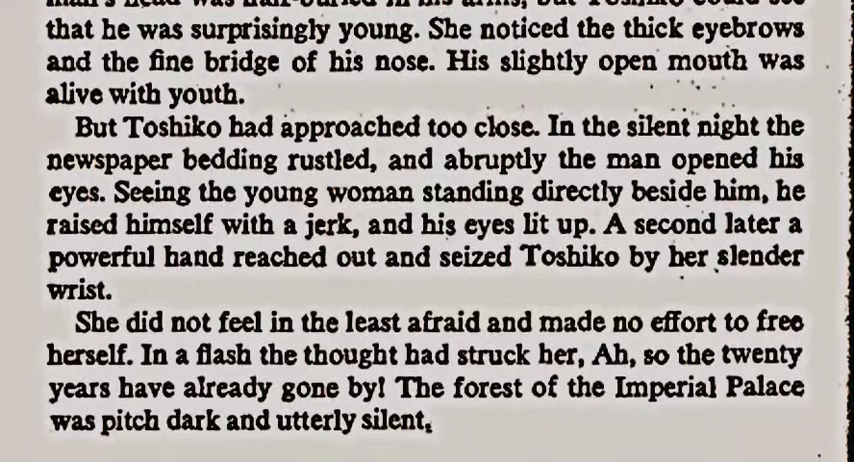 that he was surprisingly young. She noticed the thick eyebrows
and the fine bridge of his nose. His slightly open mouth was
alive with youth.
But Toshiko had approached too close. In the silent night the
newspaper bedding rustled, and abruptly the man opened his
eyes. Seeing the young woman standing directly beside him, he
raised himself with a jerk, and his eyes lit up. A second later a
powerful hand reached out and seized Toshiko by her slender
wrist.
She did not feel in the least afraid and made no effort to free
herself. In a flash the thought had struck her, Ah, so the twenty
years have already gone by! The forest of the Imperial Palace
was pitch dark and utterly silent.